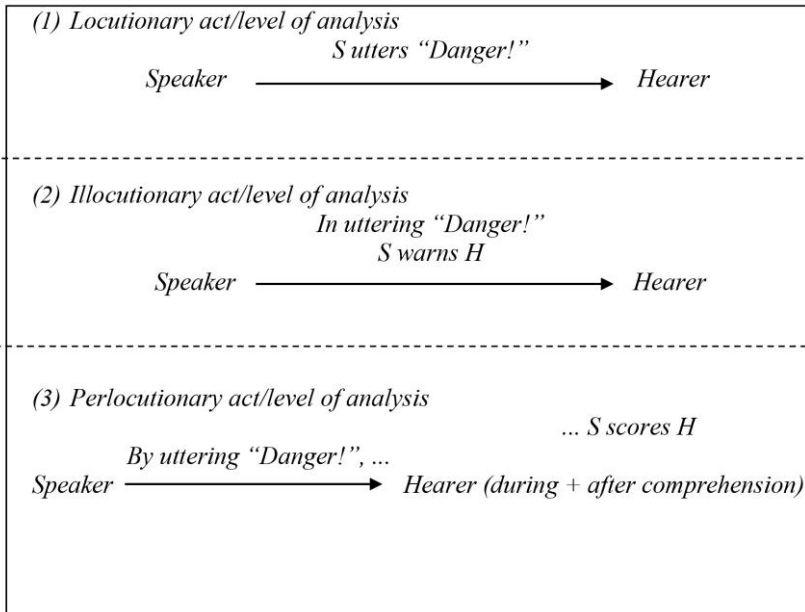 (1) Locutionary act/level of analysis
S utters “Danger!”
Speaker Hearer
(2) Illocutionary act/level of analysis
In uttering “Danger!”
S warns H
Speaker Hearer
(3) Perlocutionary act/level of analysis
... S scores H
By uttering “Danger!”, ...
Speaker Hearer (during + after comprehension)